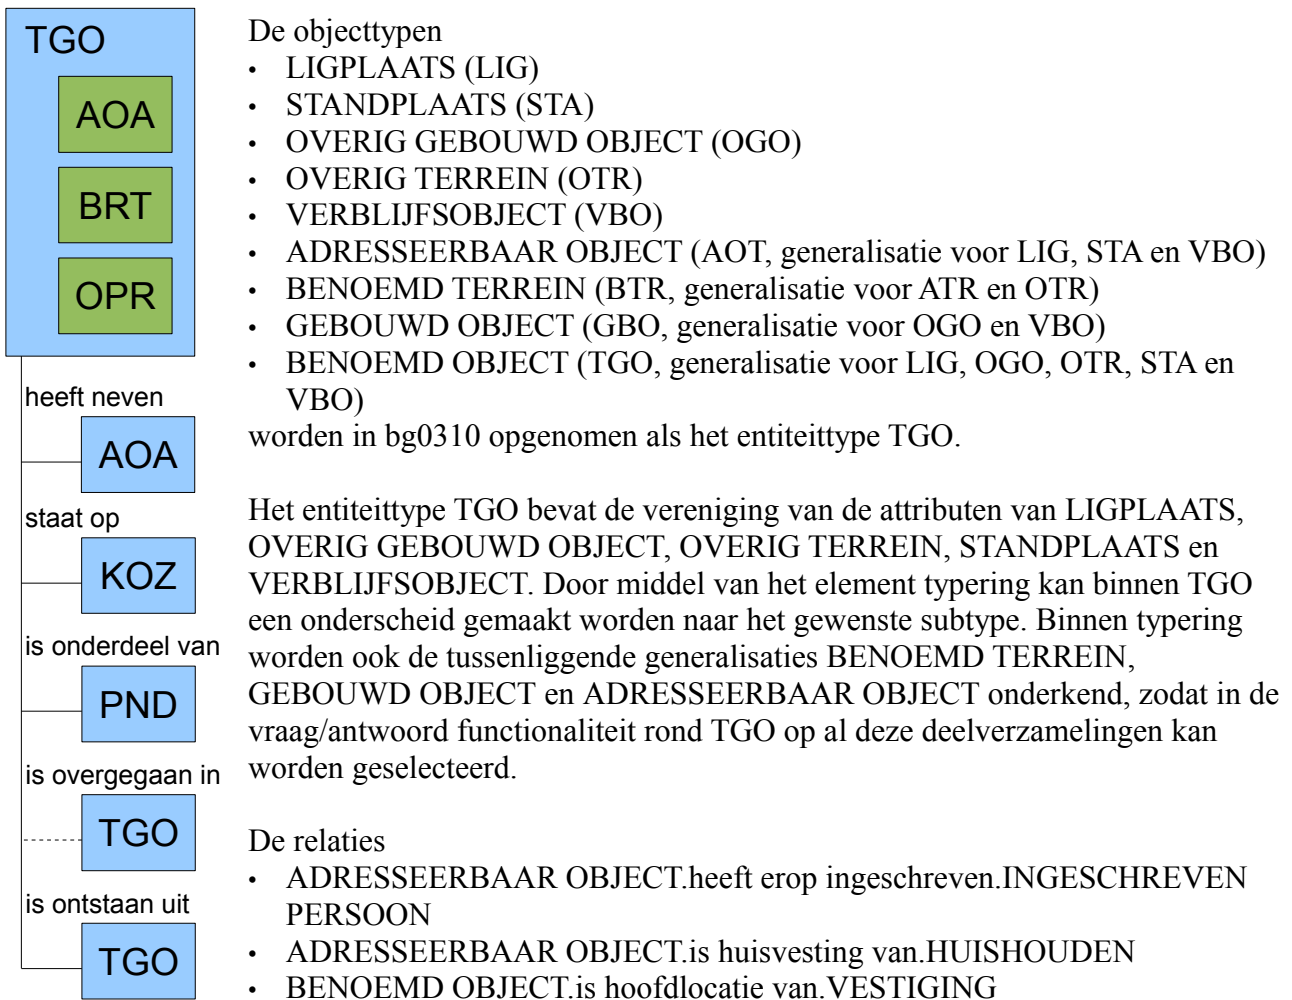 TGO
AOA
BRT
OPR
heeft neven
AOA
staat op
KOZ
is onderdeel van
PND
is overgegaan in
TGO
is ontstaan uit
TGO
De objecttypen
• LIGPLAATS (LIG)
• STANDPLAATS (STA)
• OVERIG GEBOUWD OBJECT (OGO)
• OVERIG TERREIN (OTR)
• VERBLIJFSOBJECT (VBO)
• ADRESSEERBAAR OBJECT (AOT, generalisatie voor LIG, STA en VBO)
• BENOEMD TERREIN (BTR, generalisatie voor ATR en OTR)
• GEBOUWD OBJECT (GBO, generalisatie voor OGO en VBO)
• BENOEMD OBJECT (TGO, generalisatie voor LIG, OGO, OTR, STA en
VBO)
worden in bg0310 opgenomen als het entiteittype TGO.
Het entiteittype TGO bevat de vereniging van de attributen van LIGPLAATS,
OVERIG GEBOUWD OBJECT, OVERIG TERREIN, STANDPLAATS en
VERBLIJFSOBJECT. Door middel van het element typering kan binnen TGO
een onderscheid gemaakt worden naar het gewenste subtype. Binnen typering
worden ook de tussenliggende generalisaties BENOEMD TERREIN,
GEBOUWD OBJECT en ADRESSEERBAAR OBJECT onderkend, zodat in de
vraag/antwoord functionaliteit rond TGO op al deze deelverzamelingen kan
worden geselecteerd.
De relaties
• ADRESSEERBAAR OBJECT.heeft erop ingeschreven.INGESCHREVEN
PERSOON
• ADRESSEERBAAR OBJECT.is huisvesting van.HUISHOUDEN
• BENOEMD OBJECT.is hoofdlocatie van.VESTIGING